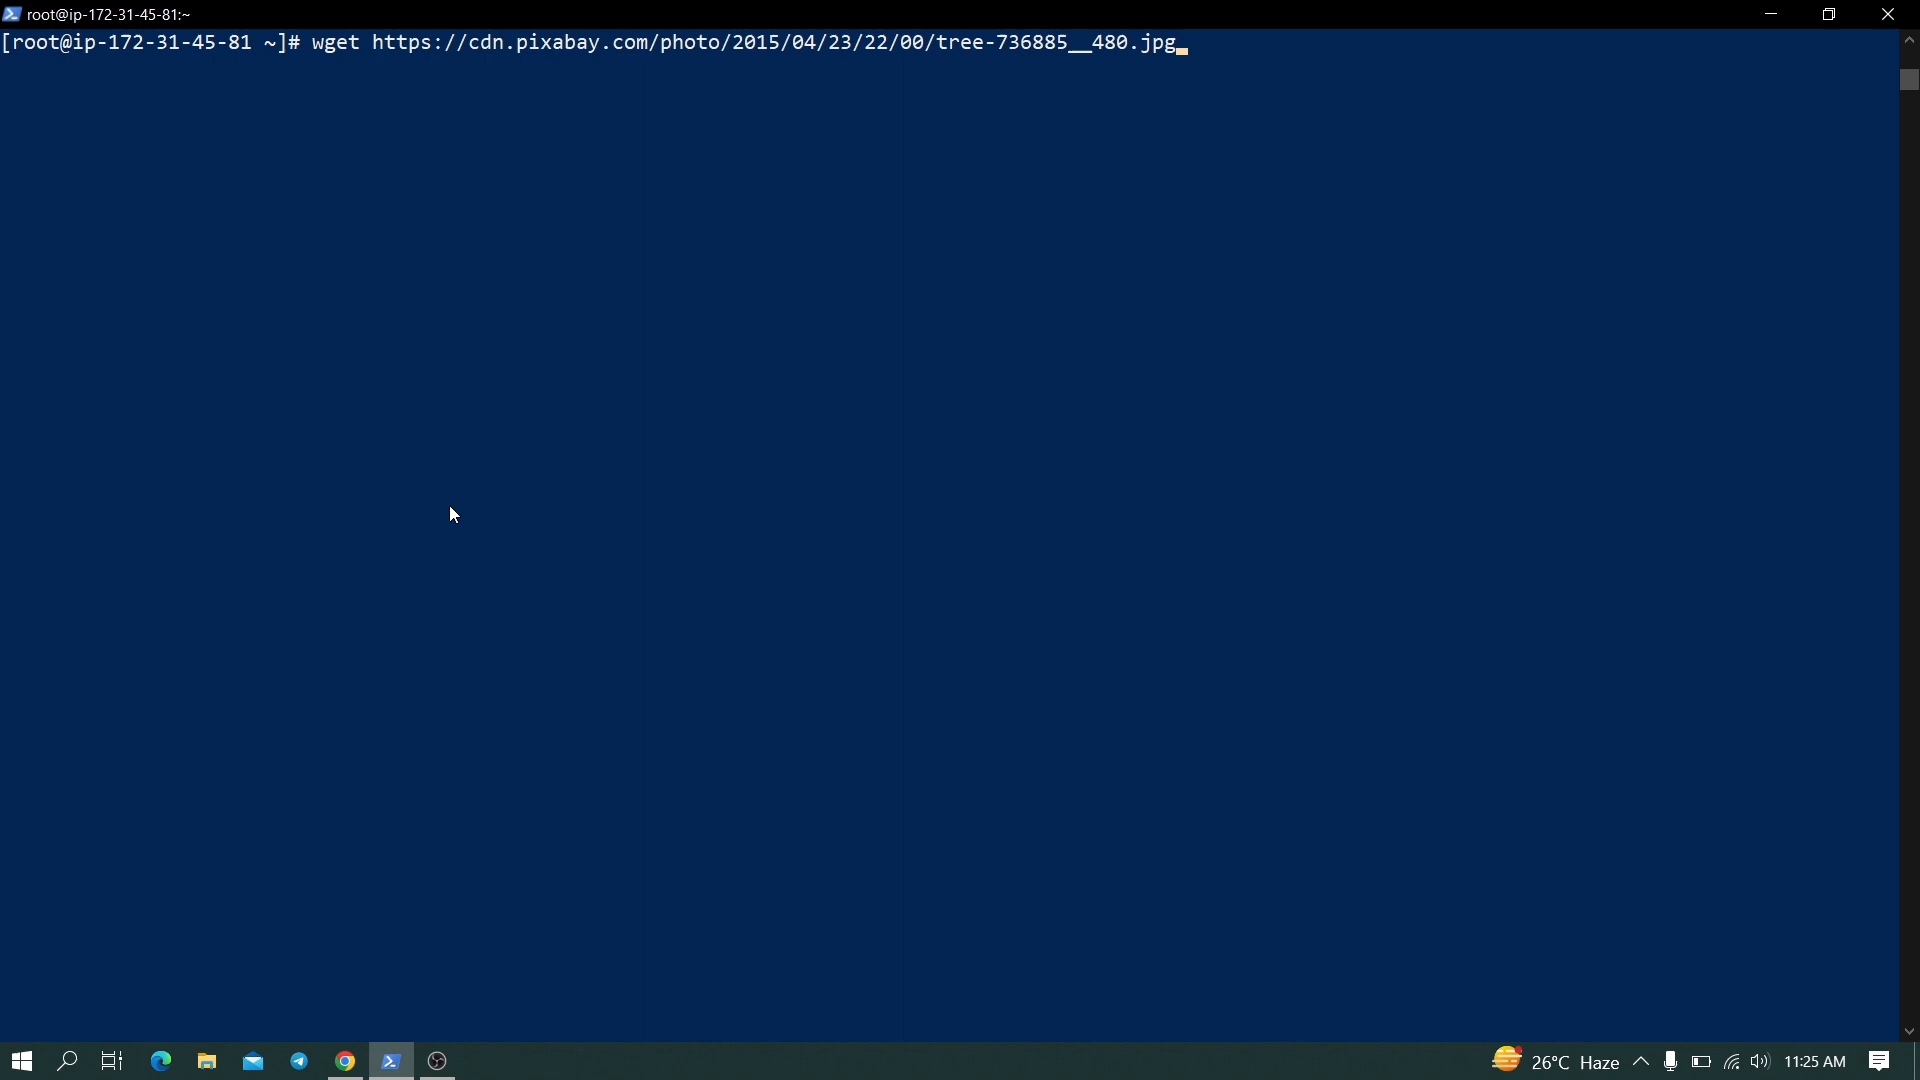 root@ip-172-31-45-81:~
[root@ip-172-31-45-81 ~]# wget https://cdn.pixabay.com/photo/2015/04/23/22/00/tree-736885__480.jpg
26°C Haze
11:25 AM